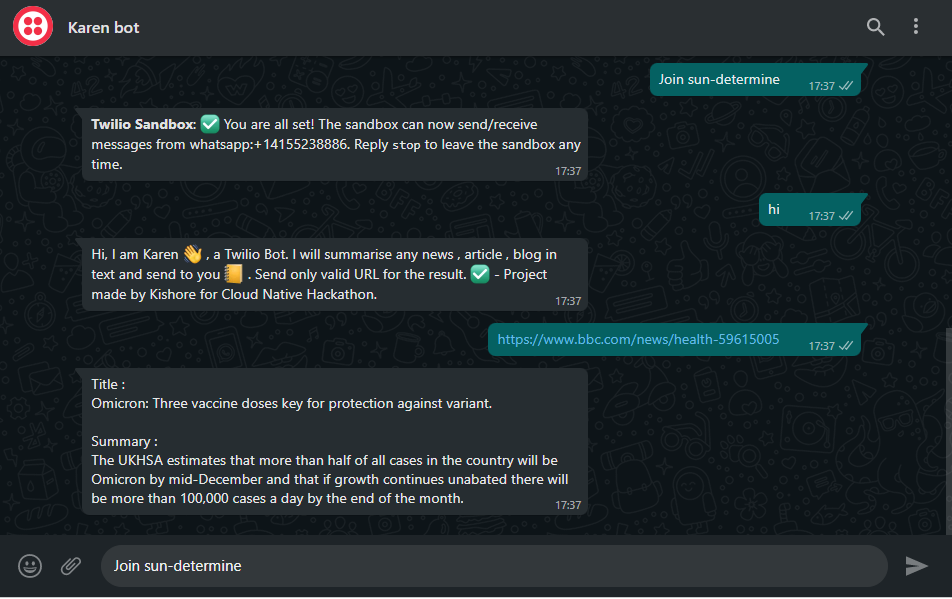 Karen bot
Join sun-determine
17:37
Twilio Sandbox: ✅ You are all set! The sandbox can now send/receive
messages from whatsapp:+14155238886. Reply stop to leave the sandbox any
time.
17:37
hi
17:37
Hi, I am Karen 👋 , a Twilio Bot. I will summarise any news , article , blog in
text and send to you 📒 . Send only valid URL for the result. ✅ - Project
made by Kishore for Cloud Native Hackathon.
17:37
https://www.bbc.com/news/health-59615005
17:37
Title :
Omicron: Three vaccine doses key for protection against variant.
Summary :
The UKHSA estimates that more than half of all cases in the country will be
Omicron by mid-December and that if growth continues unabated there will
be more than 100,000 cases a day by the end of the month.
17:37
Join sun-determine